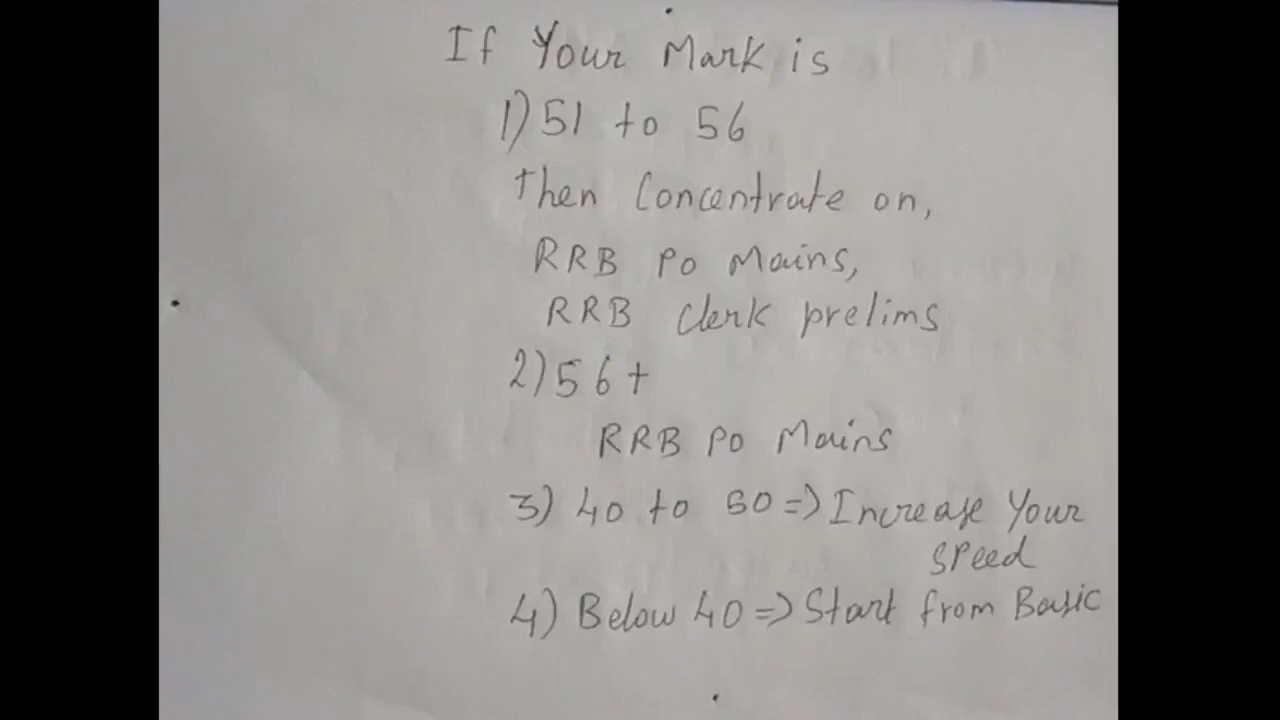 If Your Mark is
1) 51 to 56
then Concentrate on,
RRB PO Mains,
RRB Clerk prelims
2) 56+
RRB PO Mains
3) 40 to 50 => Increase Your
speed
4) Below 40 => Start from Basic